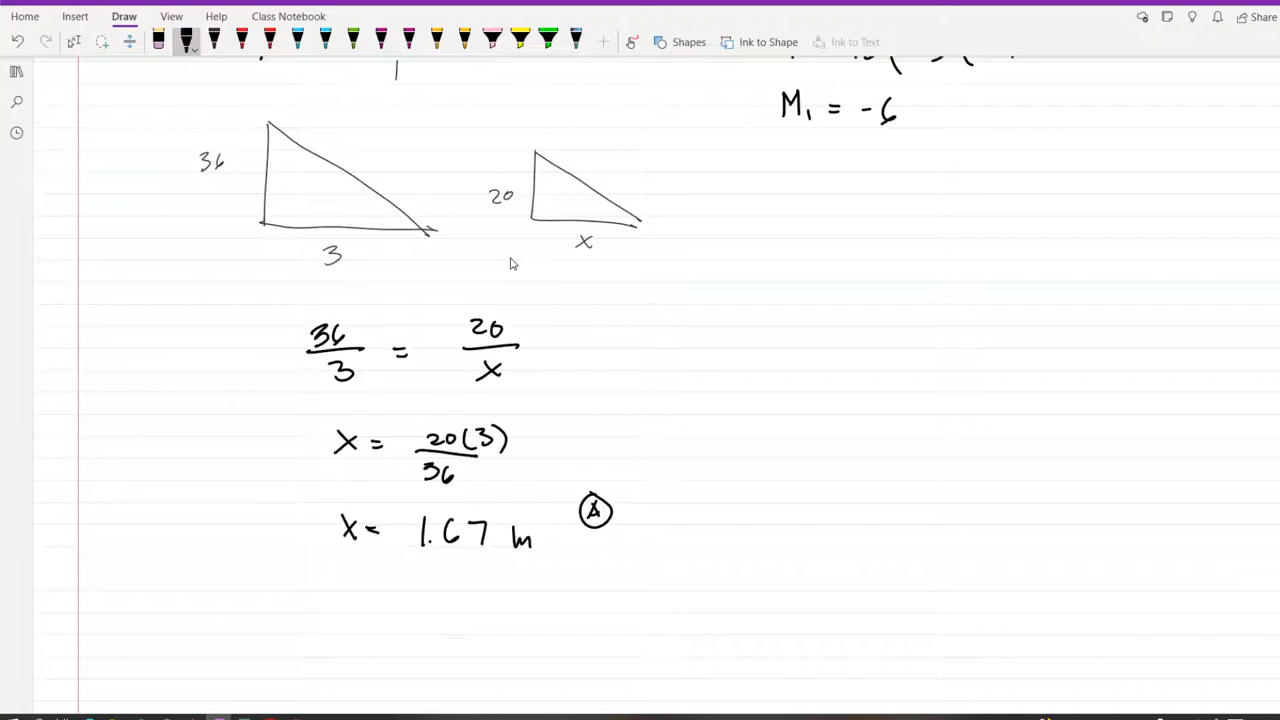 Home Insert Draw View Help Class Notebook Share
Shapes Ink to Shape Ink to Text
M1 = -6
36
20
3
x
36/3 = 20/x
x = 20(3)/36
x = 1.67 m
A